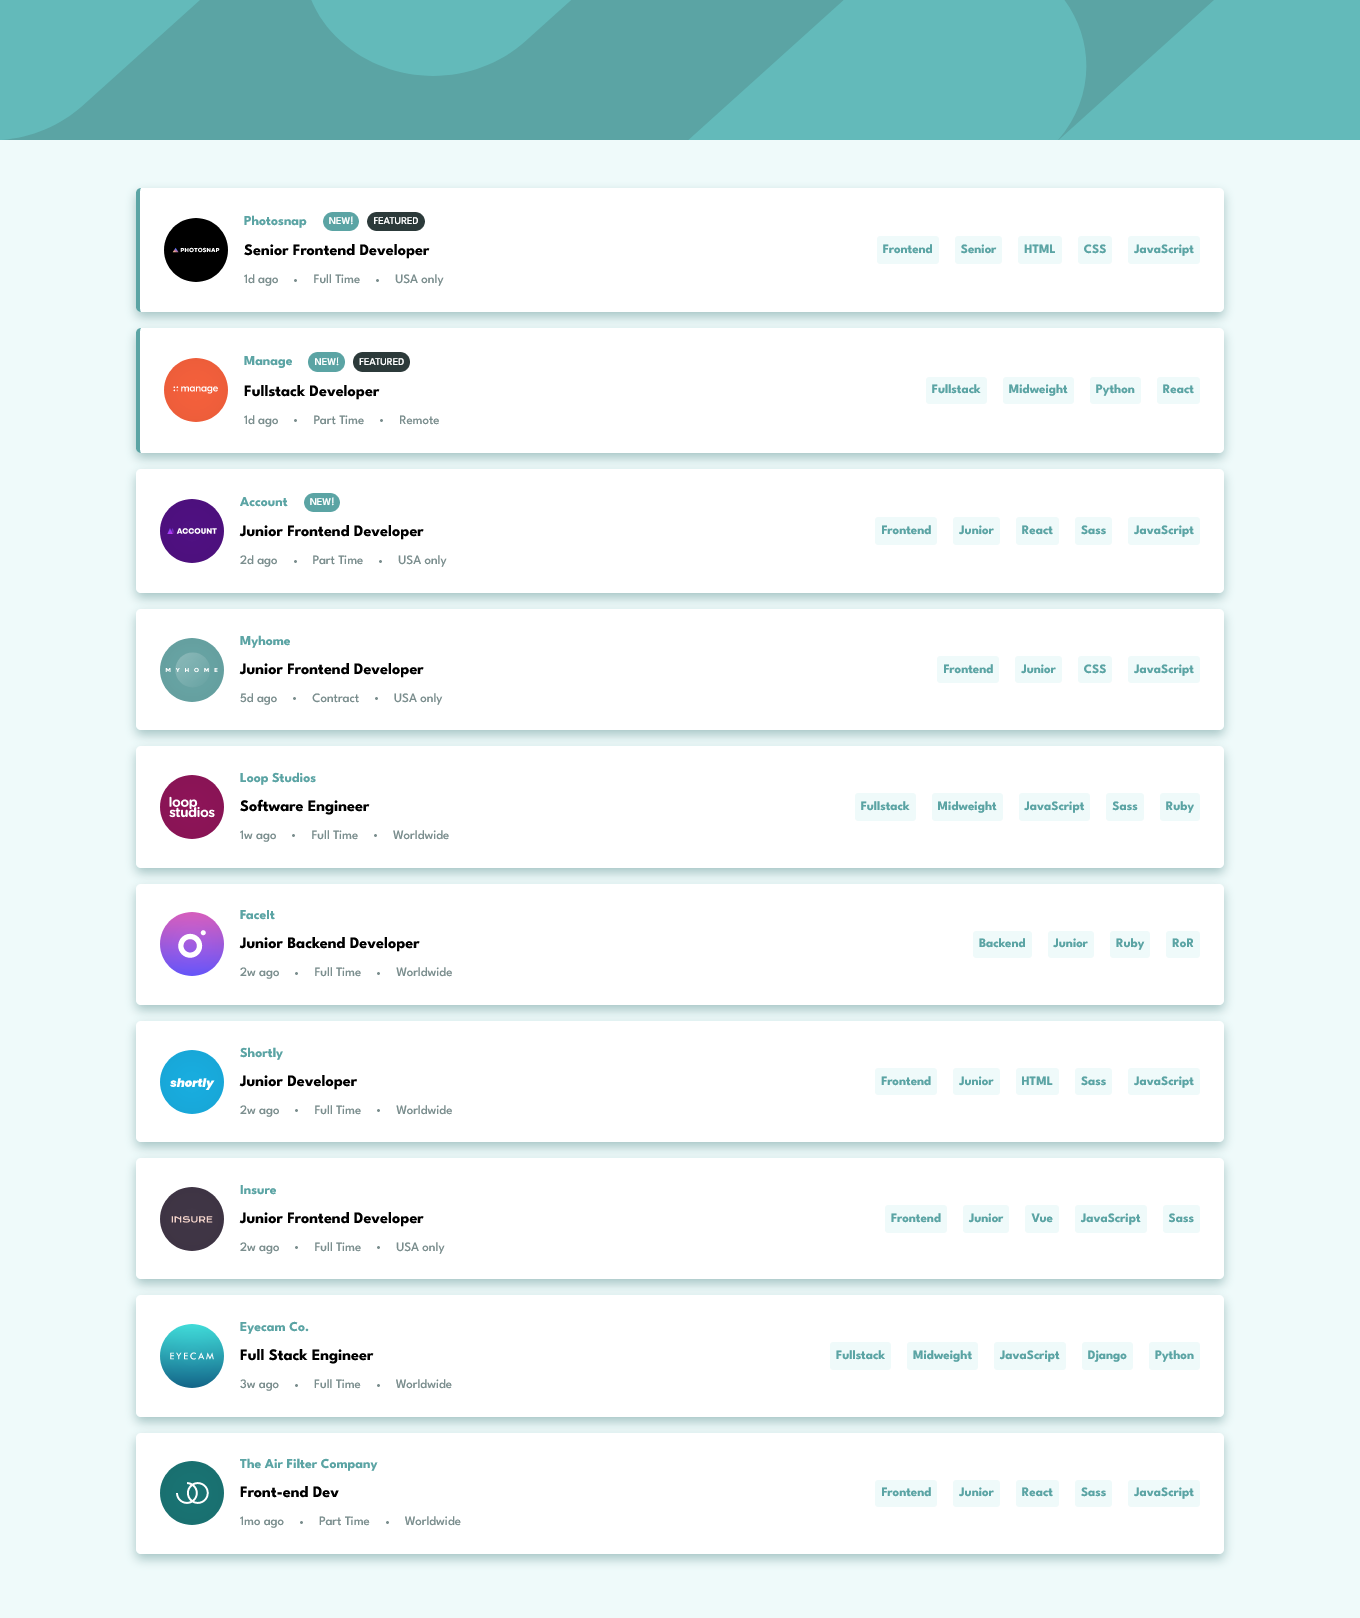 PHOTOSNAP
Photosnap NEW! FEATURED
Senior Frontend Developer
1d ago • Full Time • USA only
Frontend Senior HTML CSS JavaScript
manage
Manage NEW! FEATURED
Fullstack Developer
1d ago • Part Time • Remote
Fullstack Midweight Python React
ACCOUNT
Account NEW!
Junior Frontend Developer
2d ago • Part Time • USA only
Frontend Junior React Sass JavaScript
MYHOME
Myhome
Junior Frontend Developer
5d ago • Contract • USA only
Frontend Junior CSS JavaScript
loop
studios
Loop Studios
Software Engineer
1w ago • Full Time • Worldwide
Fullstack Midweight JavaScript Sass Ruby
FaceIt
Junior Backend Developer
2w ago • Full Time • Worldwide
Backend Junior Ruby RoR
shortly
Shortly
Junior Developer
2w ago • Full Time • Worldwide
Frontend Junior HTML Sass JavaScript
INSURE
Insure
Junior Frontend Developer
2w ago • Full Time • USA only
Frontend Junior Vue JavaScript Sass
EYECAM
Eyecam Co.
Full Stack Engineer
3w ago • Full Time • Worldwide
Fullstack Midweight JavaScript Django Python
The Air Filter Company
Front-end Dev
1mo ago • Part Time • Worldwide
Frontend Junior React Sass JavaScript